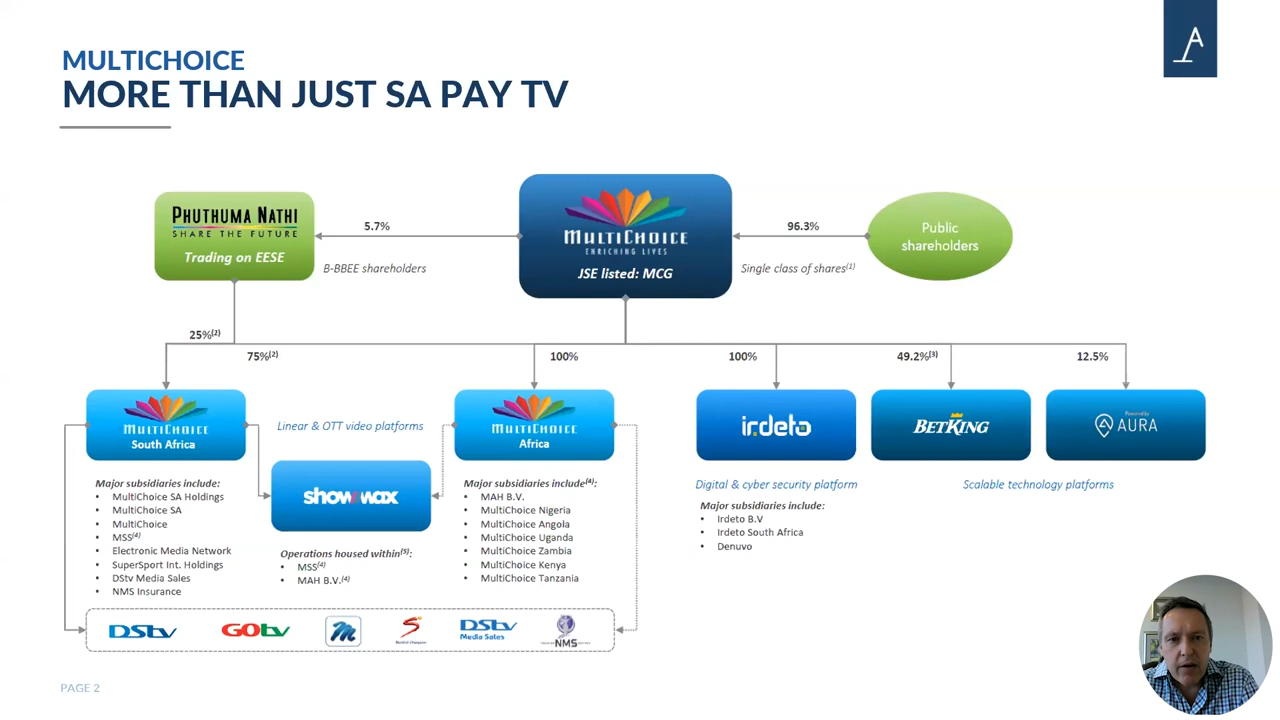 MULTICHOICE
MORE THAN JUST SA PAY TV
A
PHUTHUMA NATHI
SHARE THE FUTURE
Trading on EESE
5.7%
B-BBEE shareholders
MULTICHOICE
ENRICHING LIVES
JSE listed: MCG
96.3%
Single class of shares(1)
Public
shareholders
25%(2)
75%(2)
100%
100%
49.2%(3)
12.5%
MULTICHOICE
South Africa
Linear & OTT video platforms
MULTICHOICE
Africa
showmax
irdeto
BETKING
Powered by
AURA
Digital & cyber security platform
Scalable technology platforms
Major subsidiaries include:
• MultiChoice SA Holdings
• MultiChoice SA
• MultiChoice
• MSS(4)
• Electronic Media Network
• SuperSport Int. Holdings
• DStv Media Sales
• NMS Insurance
Operations housed within(5):
• MSS(4)
• MAH B.V.(4)
Major subsidiaries include(4):
• MAH B.V.
• MultiChoice Nigeria
• MultiChoice Angola
• MultiChoice Uganda
• MultiChoice Zambia
• MultiChoice Kenya
• MultiChoice Tanzania
Major subsidiaries include:
• Irdeto B.V
• Irdeto South Africa
• Denuvo
DStv
GOtv
M
S
DStv
Media Sales
NMS
PAGE 2